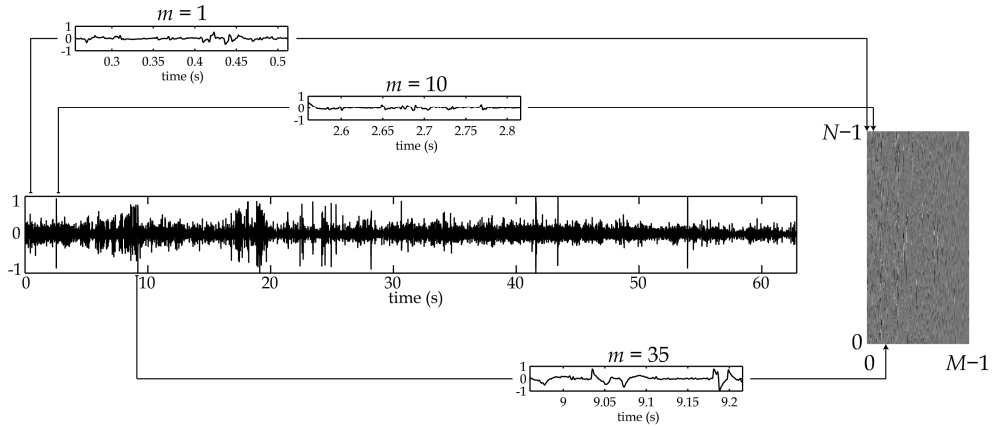 m = 1
1
0
-1
0.3 0.35 0.4 0.45 0.5
time (s)
m = 10
1
0
-1
2.6 2.65 2.7 2.75 2.8
time (s)
N−1
1
0
-1
0 10 20 30 40 50 60
time (s)
0
0 M−1
m = 35
1
0
-1
9 9.05 9.1 9.15 9.2
time (s)